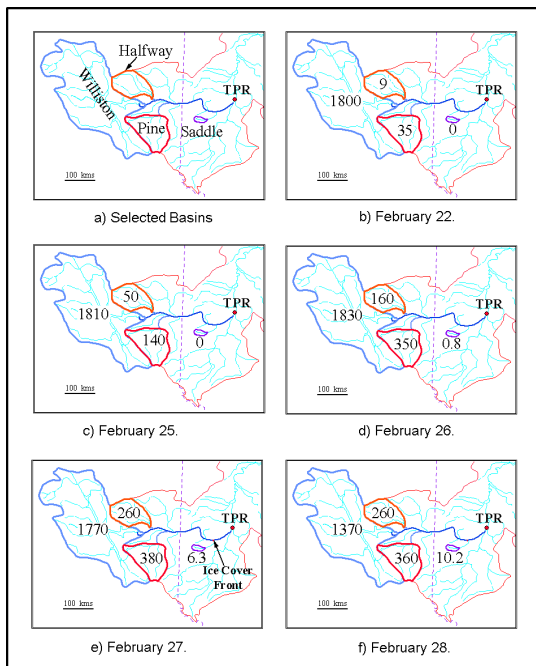 Halfway
Williston
TPR
Pine
Saddle
100 kms
a) Selected Basins
9
1800
TPR
35
0
100 kms
b) February 22.
50
1810
TPR
140
0
100 kms
c) February 25.
160
1830
TPR
350
0.8
100 kms
d) February 26.
260
1770
TPR
380
6.3
Ice Cover
Front
100 kms
e) February 27.
260
1370
TPR
360
10.2
100 kms
f) February 28.